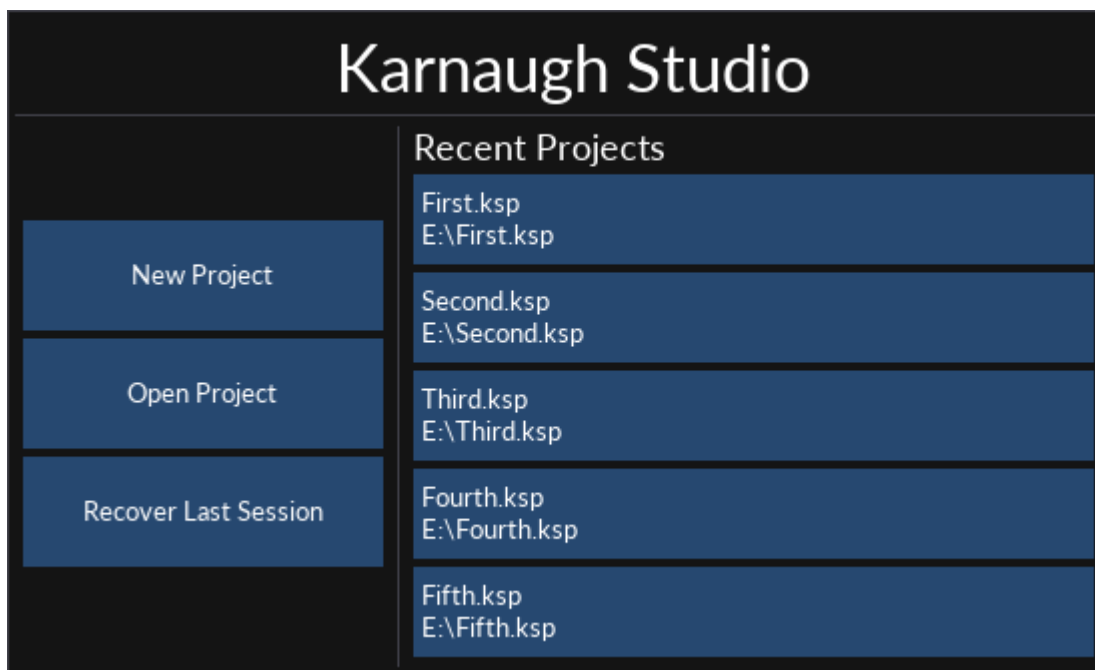 Karnaugh Studio
New Project
Open Project
Recover Last Session
Recent Projects
First.ksp
E:\First.ksp
Second.ksp
E:\Second.ksp
Third.ksp
E:\Third.ksp
Fourth.ksp
E:\Fourth.ksp
Fifth.ksp
E:\Fifth.ksp